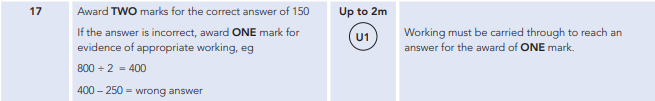 17
Award TWO marks for the correct answer of 150
If the answer is incorrect, award ONE mark for
evidence of appropriate working, eg
800 ÷ 2 = 400
400 – 250 = wrong answer
Up to 2m
U1
Working must be carried through to reach an
answer for the award of ONE mark.